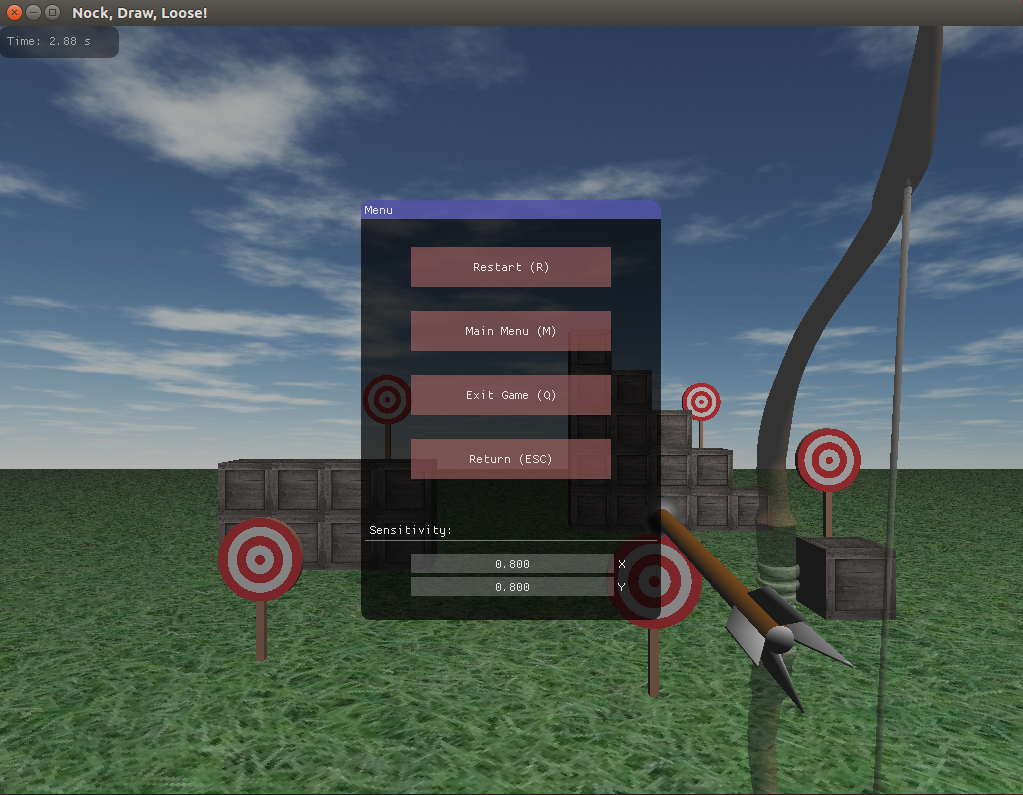 Nock, Draw, Loose!
Time: 2.88 s
Menu
Restart (R)
Main Menu (M)
Exit Game (Q)
Return (ESC)
Sensitivity:
0.800 X
0.800 Y